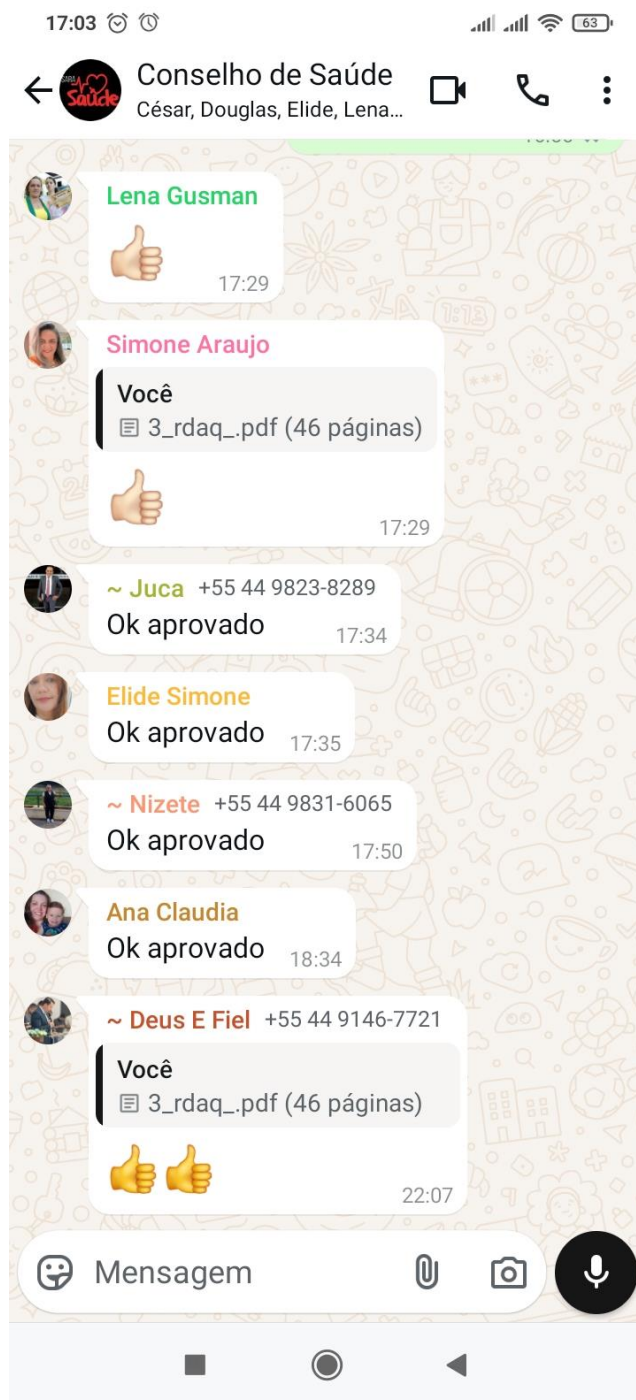 17:03
63
Conselho de Saúde
César, Douglas, Elide, Lena...
Saúde
Lena Gusman
17:29
Simone Araujo
Você
3_rdaq_.pdf (46 páginas)
17:29
~ Juca +55 44 9823-8289
Ok aprovado 17:34
Elide Simone
Ok aprovado 17:35
~ Nizete +55 44 9831-6065
Ok aprovado 17:50
Ana Claudia
Ok aprovado 18:34
~ Deus E Fiel +55 44 9146-7721
Você
3_rdaq_.pdf (46 páginas)
22:07
Mensagem